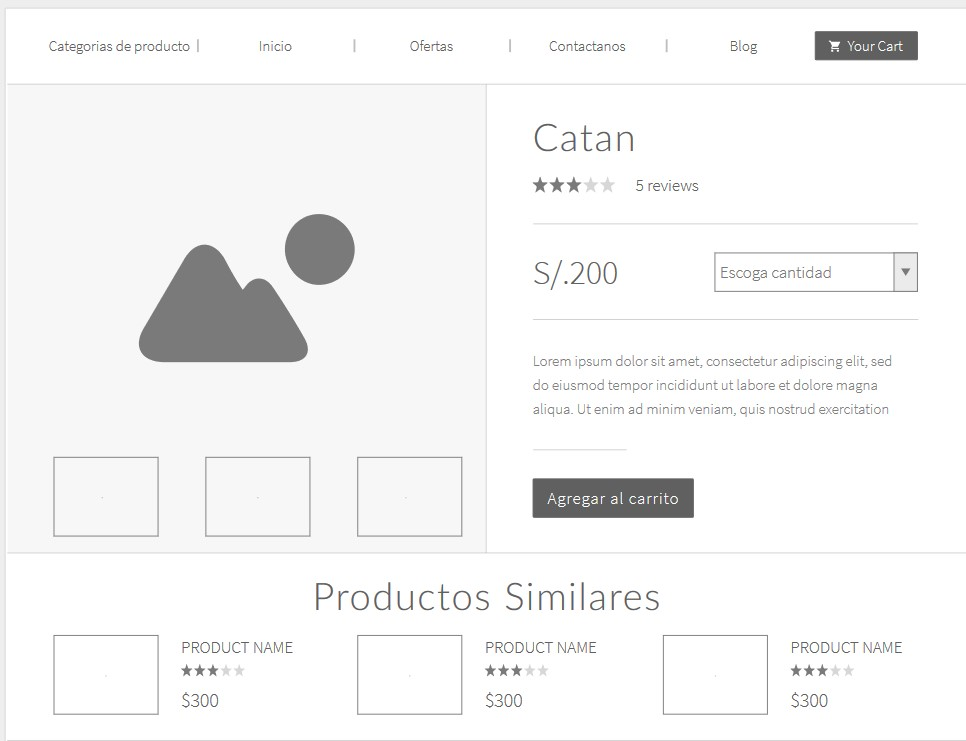 Categorias de producto | Inicio | Ofertas | Contactanos | Blog Your Cart
Catan
5 reviews
S/.200
Escoga cantidad
Lorem ipsum dolor sit amet, consectetur adipiscing elit, sed
do eiusmod tempor incididunt ut labore et dolore magna
aliqua. Ut enim ad minim veniam, quis nostrud exercitation
Agregar al carrito
Productos Similares
PRODUCT NAME
$300
PRODUCT NAME
$300
PRODUCT NAME
$300